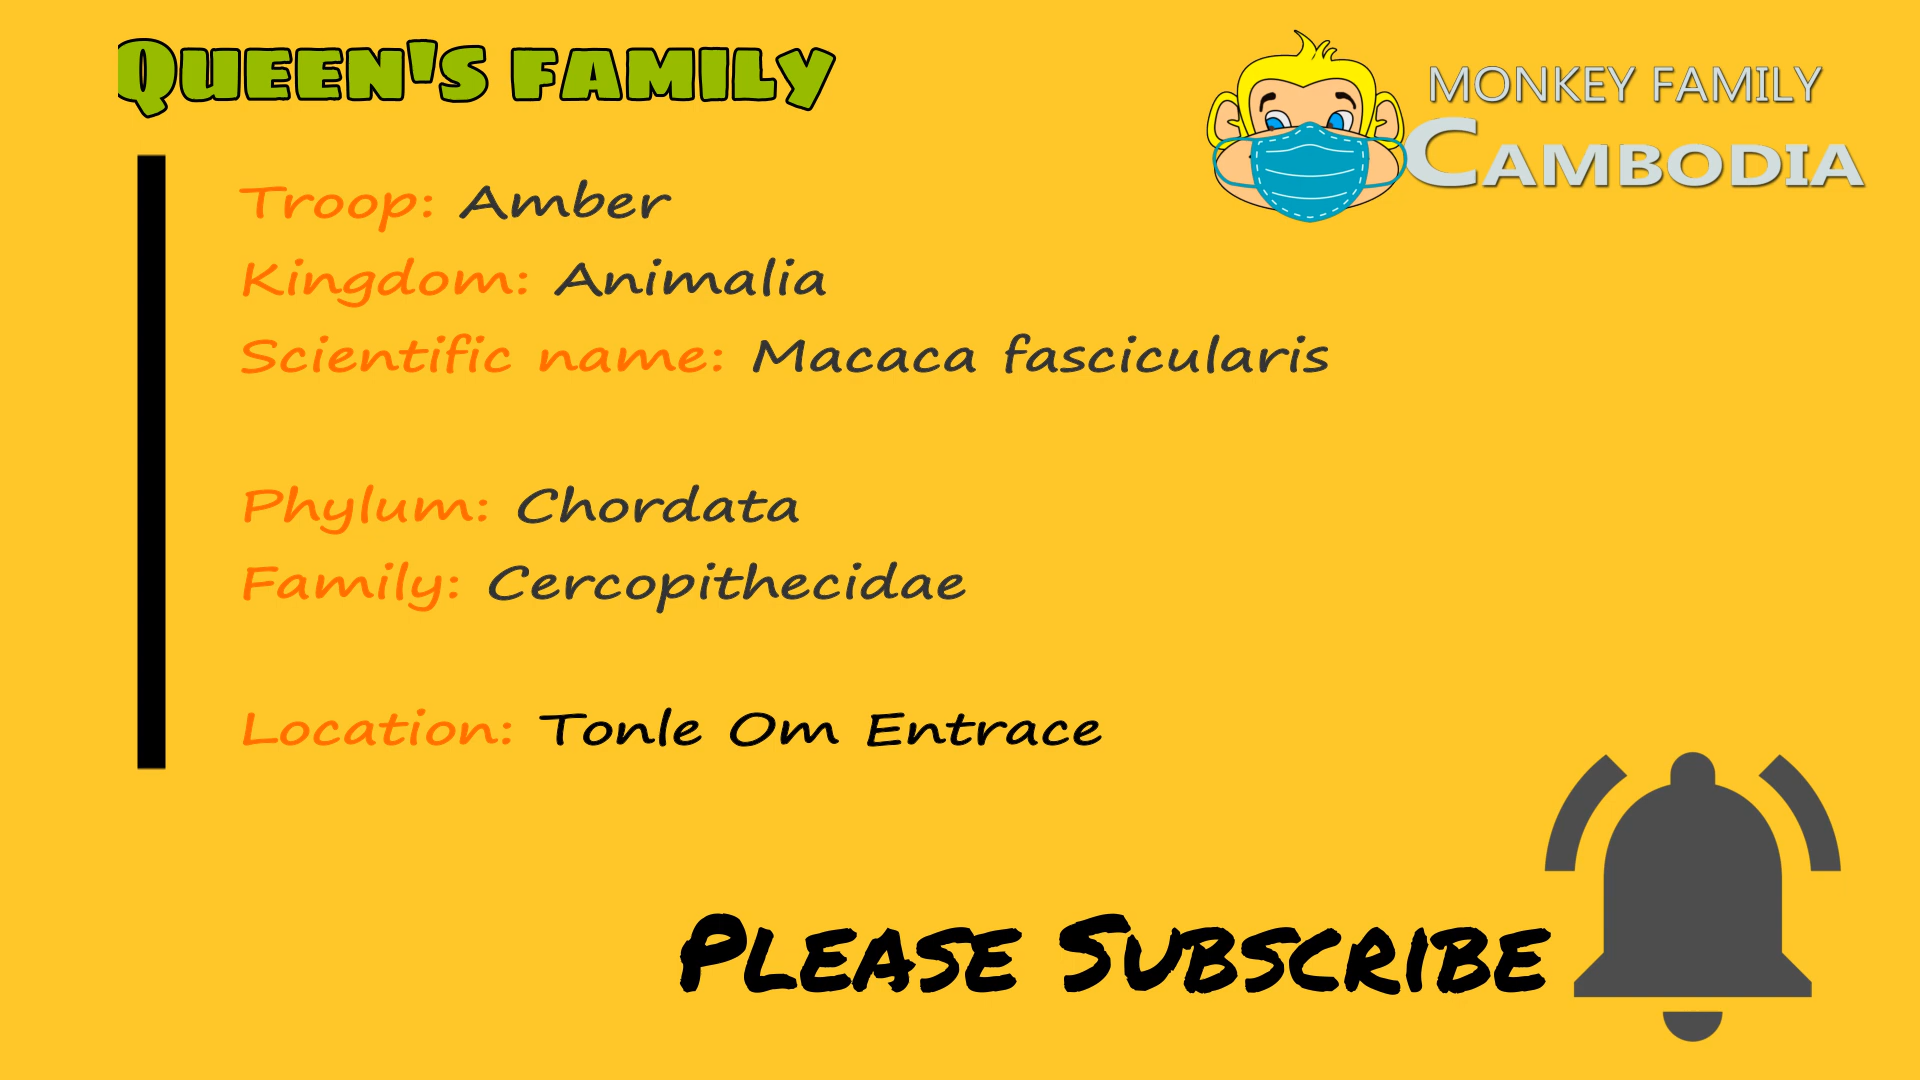 Queen's family
MONKEY FAMILY
CAMBODIA
Troop: Amber
Kingdom: Animalia
Scientific name: Macaca fascicularis
Phylum: Chordata
Family: Cercopithecidae
Location: Tonle Om Entrace
Please Subscribe